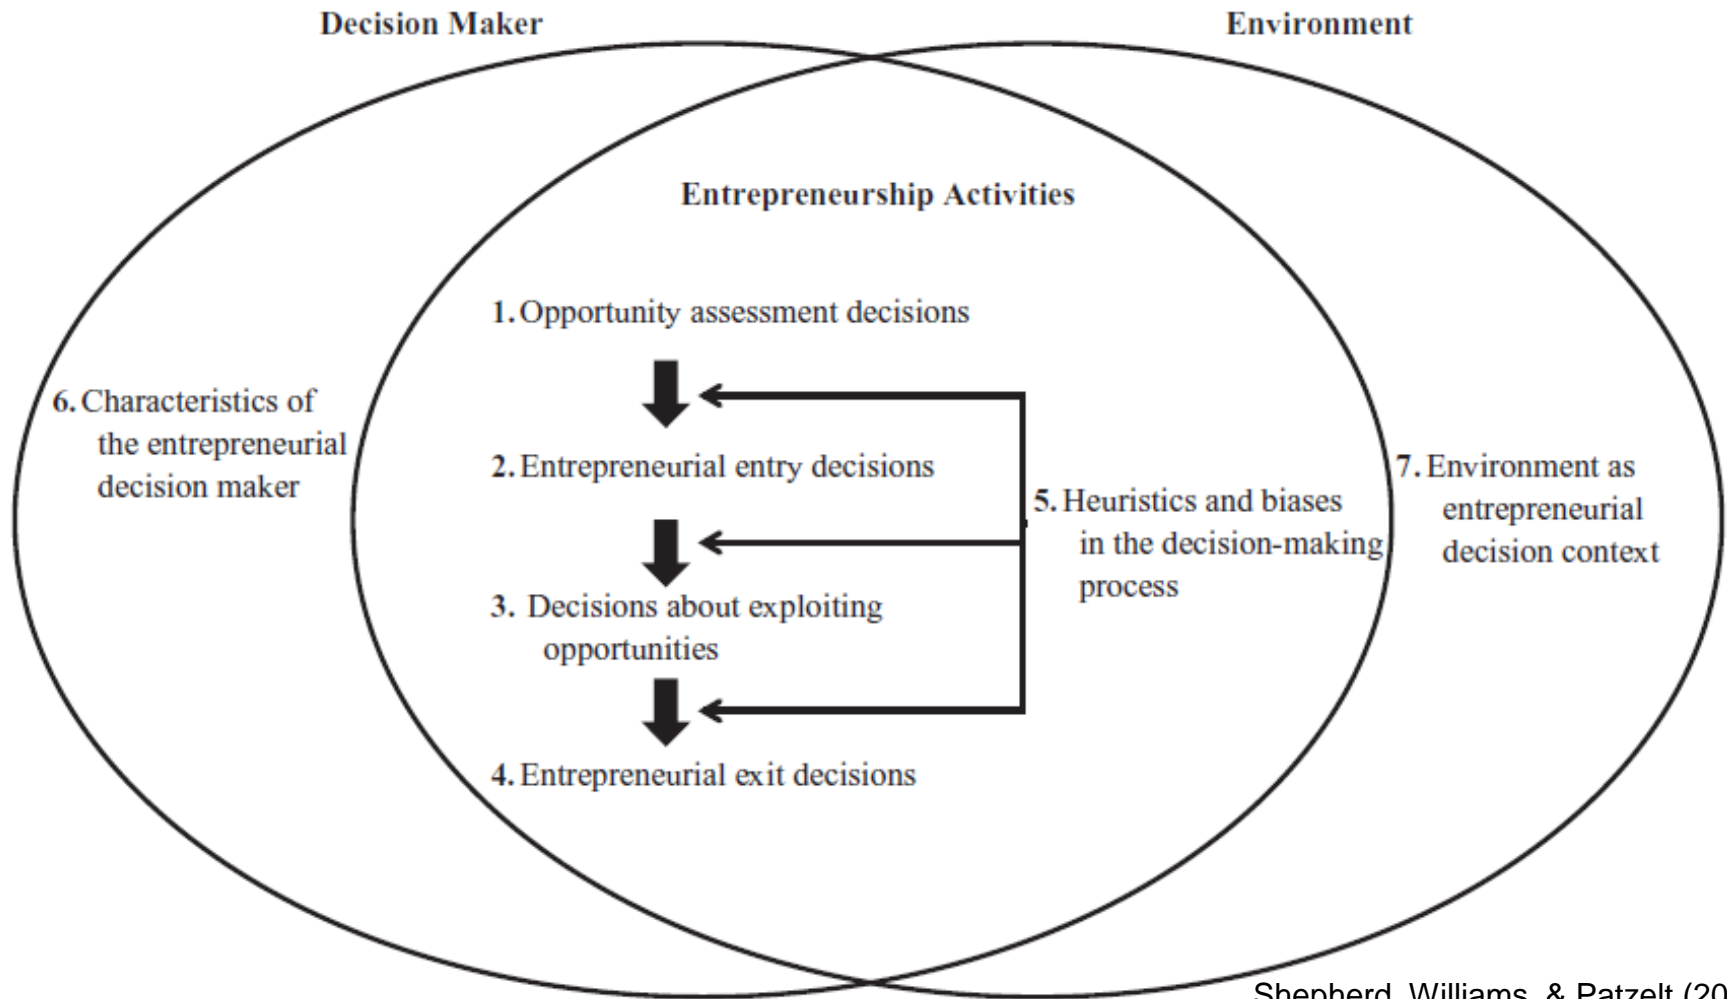 Decision Maker
Environment
Entrepreneurship Activities
1. Opportunity assessment decisions
6. Characteristics of
the entrepreneurial
decision maker
2. Entrepreneurial entry decisions
5. Heuristics and biases
in the decision-making
process
7. Environment as
entrepreneurial
decision context
3. Decisions about exploiting
opportunities
4. Entrepreneurial exit decisions
Shepherd, Williams, & Patzelt (20